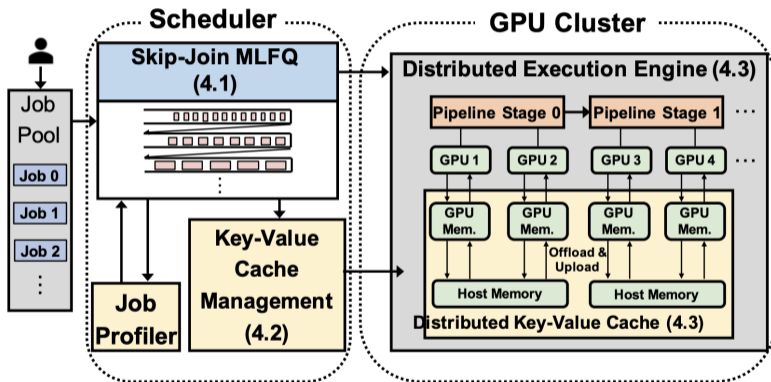 Scheduler
GPU Cluster
Skip-Join MLFQ
(4.1)
Job
Pool
Job 0
Job 1
Job 2
Job
Profiler
Key-Value
Cache
Management
(4.2)
Distributed Execution Engine (4.3)
Pipeline Stage 0
Pipeline Stage 1
GPU 1
GPU 2
GPU 3
GPU 4
GPU
Mem.
GPU
Mem.
GPU
Mem.
GPU
Mem.
Offload &
Upload
Host Memory
Host Memory
Distributed Key-Value Cache (4.3)